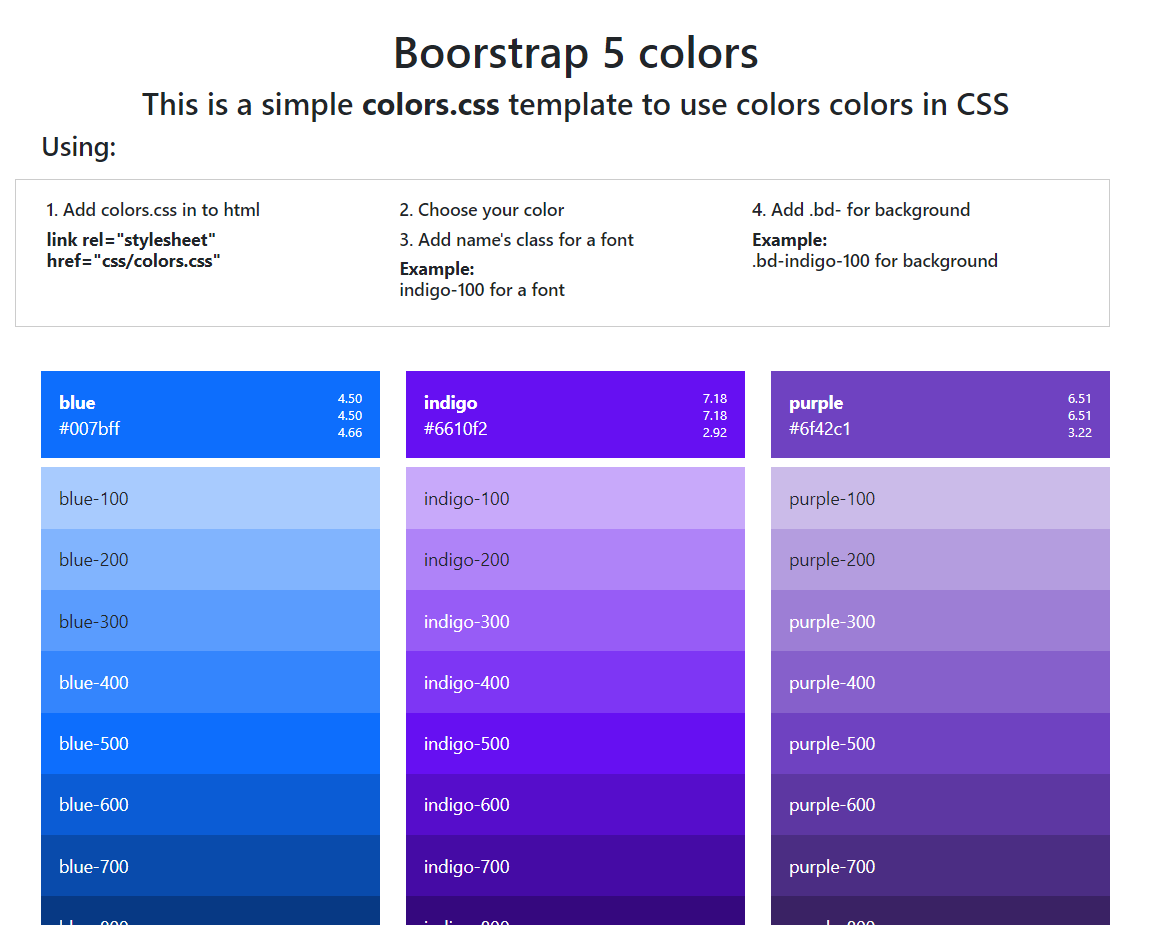 Boorstrap 5 colors
This is a simple colors.css template to use colors colors in CSS
Using:
1. Add colors.css in to html
link rel="stylesheet"
href="css/colors.css"
2. Choose your color
3. Add name's class for a font
Example:
indigo-100 for a font
4. Add .bd- for background
Example:
.bd-indigo-100 for background
blue
#007bff
4.50
4.50
4.66
blue-100
blue-200
blue-300
blue-400
blue-500
blue-600
blue-700
blue-800
indigo
#6610f2
7.18
7.18
2.92
indigo-100
indigo-200
indigo-300
indigo-400
indigo-500
indigo-600
indigo-700
indigo-800
purple
#6f42c1
6.51
6.51
3.22
purple-100
purple-200
purple-300
purple-400
purple-500
purple-600
purple-700
purple-800